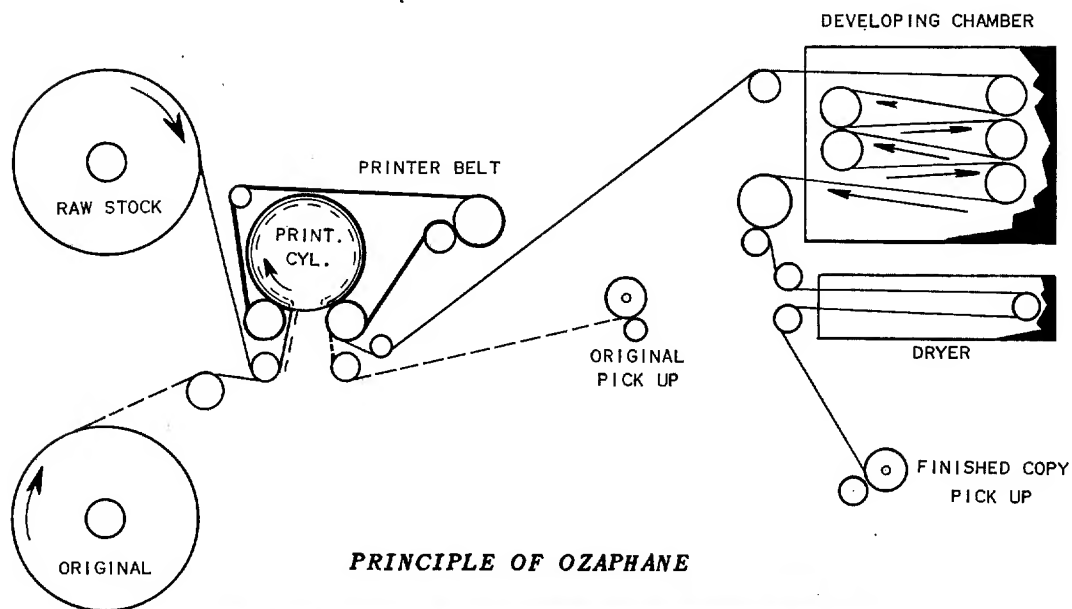 DEVELOPING CHAMBER
RAW STOCK
PRINTER BELT
PRINT.
CYL.
ORIGINAL
PICK UP
DRYER
FINISHED COPY
PICK UP
ORIGINAL
PRINCIPLE OF OZAPHANE